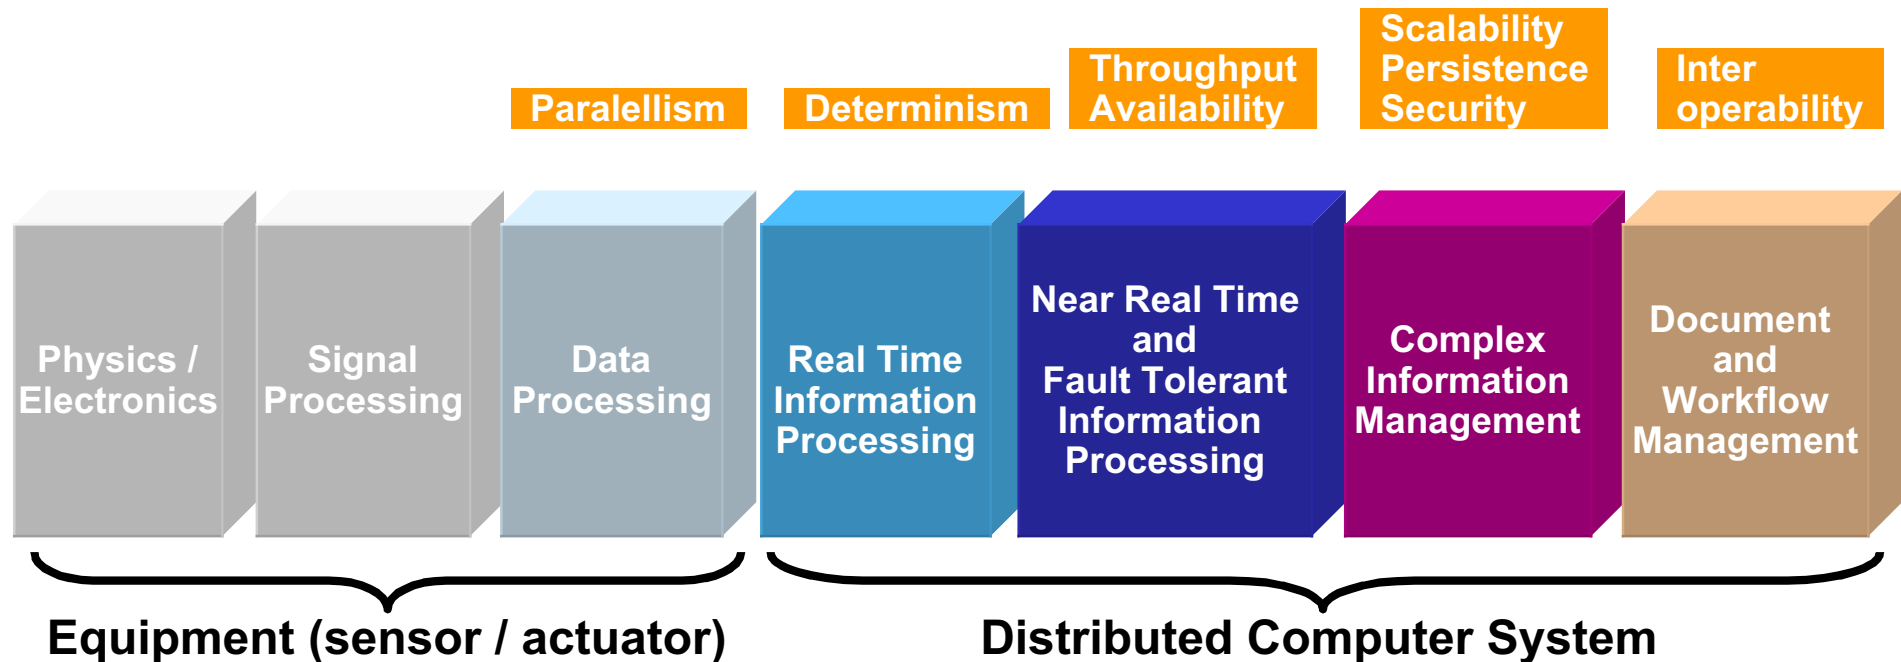 Paralellism
Determinism
Throughput
Availability
Scalability
Persistence
Security
Inter
operability
Physics /
Electronics
Signal
Processing
Data
Processing
Real Time
Information
Processing
Near Real Time
and
Fault Tolerant
Information
Processing
Complex
Information
Management
Document
and
Workflow
Management
Equipment (sensor / actuator)
Distributed Computer System